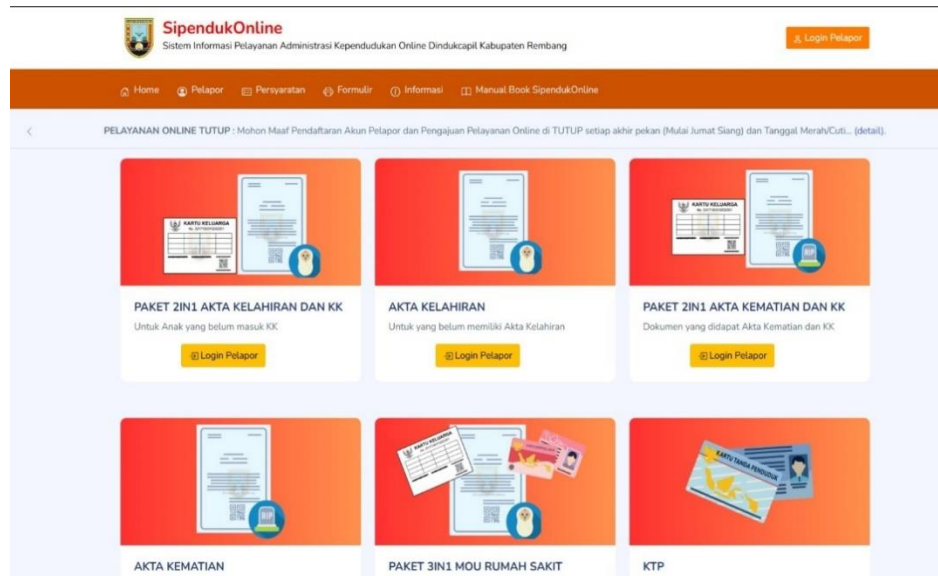 SipendukOnline
Sistem Informasi Pelayanan Administrasi Kependudukan Online Dindukcapil Kabupaten Rembang
Login Pelapor
Home Pelapor Persyaratan Formulir Informasi Manual Book SipendukOnline
PELAYANAN ONLINE TUTUP : Mohon Maaf Pendaftaran Akun Pelapor dan Pengajuan Pelayanan Online di TUTUP setiap akhir pekan (Mulai Jumat Siang) dan Tanggal Merah/Cuti... (detail).
KARTU KELUARGA
KARTU KELUARGA
RIP
PAKET 2IN1 AKTA KELAHIRAN DAN KK
Untuk Anak yang belum masuk KK
Login Pelapor
AKTA KELAHIRAN
Untuk yang belum memiliki Akta Kelahiran
Login Pelapor
PAKET 2IN1 AKTA KEMATIAN DAN KK
Dokumen yang didapat Akta Kematian dan KK
Login Pelapor
RIP
KARTU KELUARGA
KARTU TANDA PENDUDUK
AKTA KEMATIAN
PAKET 3IN1 MOU RUMAH SAKIT
KTP